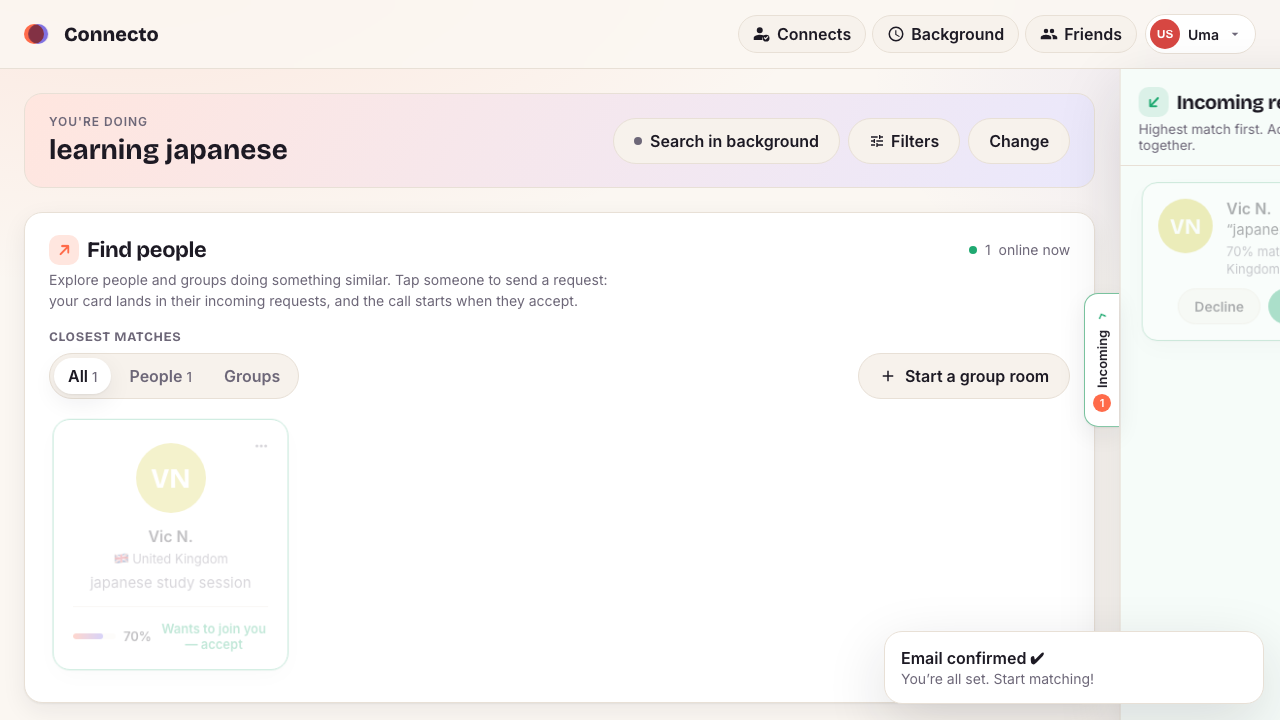 Connecto
Connects
Background
Friends
US
Uma
YOU'RE DOING
learning japanese
Search in background
Filters
Change
Find people
1 online now
Explore people and groups doing something similar. Tap someone to send a request:
your card lands in their incoming requests, and the call starts when they accept.
CLOSEST MATCHES
All 1
People 1
Groups
Start a group room
VN
Vic N.
🇬🇧 United Kingdom
japanese study session
70%
Wants to join you
— accept
Incoming
1
Incoming re
Highest match first. Ac
together.
VN
Vic N.
“japane
70% mat
Kingdom
Decline
Email confirmed ✔
You’re all set. Start matching!